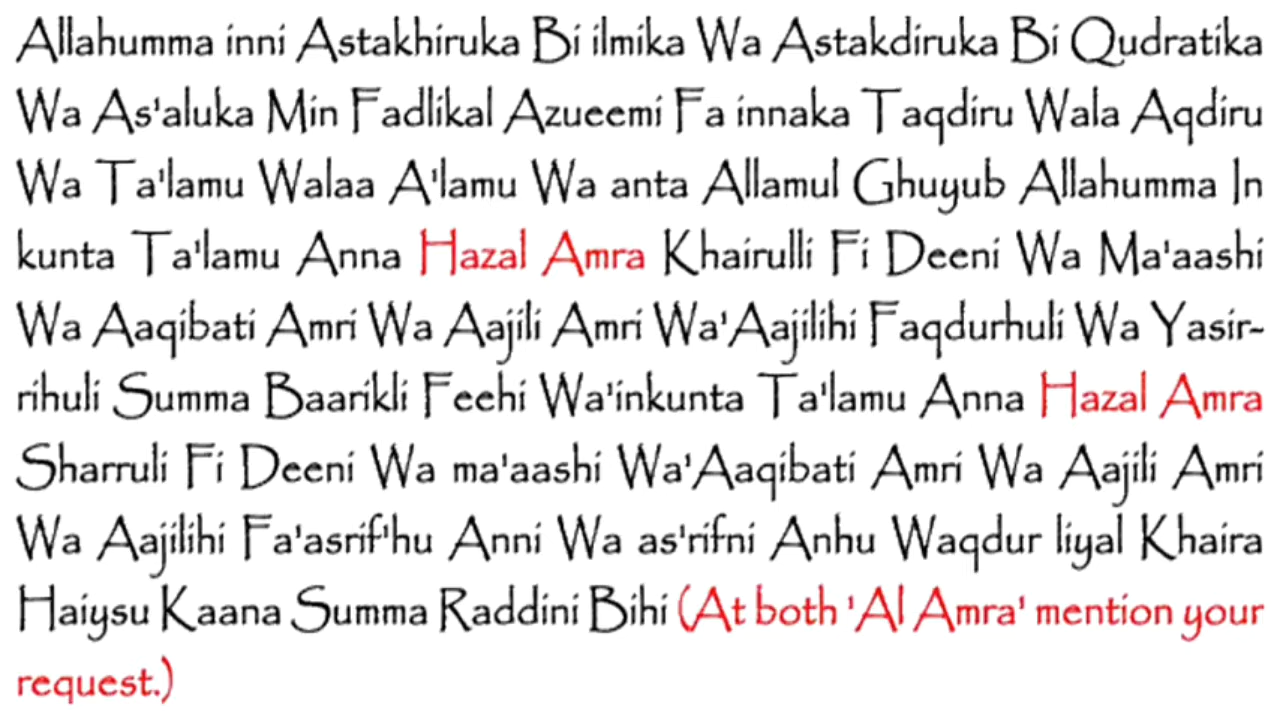 Allahumma inni Astakhiruka Bi ilmika Wa Astakdiruka Bi Qudratika
Wa As'aluka Min Fadlikal Azueemi Fa innaka Taqdiru Wala Aqdiru
Wa Ta'lamu Walaa A'lamu Wa anta Allamul Ghuyub Allahumma In
kunta Ta'lamu Anna Hazal Amra Khairulli Fi Deeni Wa Ma'aashi
Wa Aaqibati Amri Wa Aajili Amri Wa'Aajilihi Faqdurhuli Wa Yasir-
rihuli Summa Baarikli Feehi Wa'inkunta Ta'lamu Anna Hazal Amra
Sharruli Fi Deeni Wa ma'aashi Wa'Aaqibati Amri Wa Aajili Amri
Wa Aajilihi Fa'asrif'hu Anni Wa as'rifni Anhu Waqdur liyal Khaira
Haiysu Kaana Summa Raddini Bihi (At both 'Al Amra' mention your
request.)